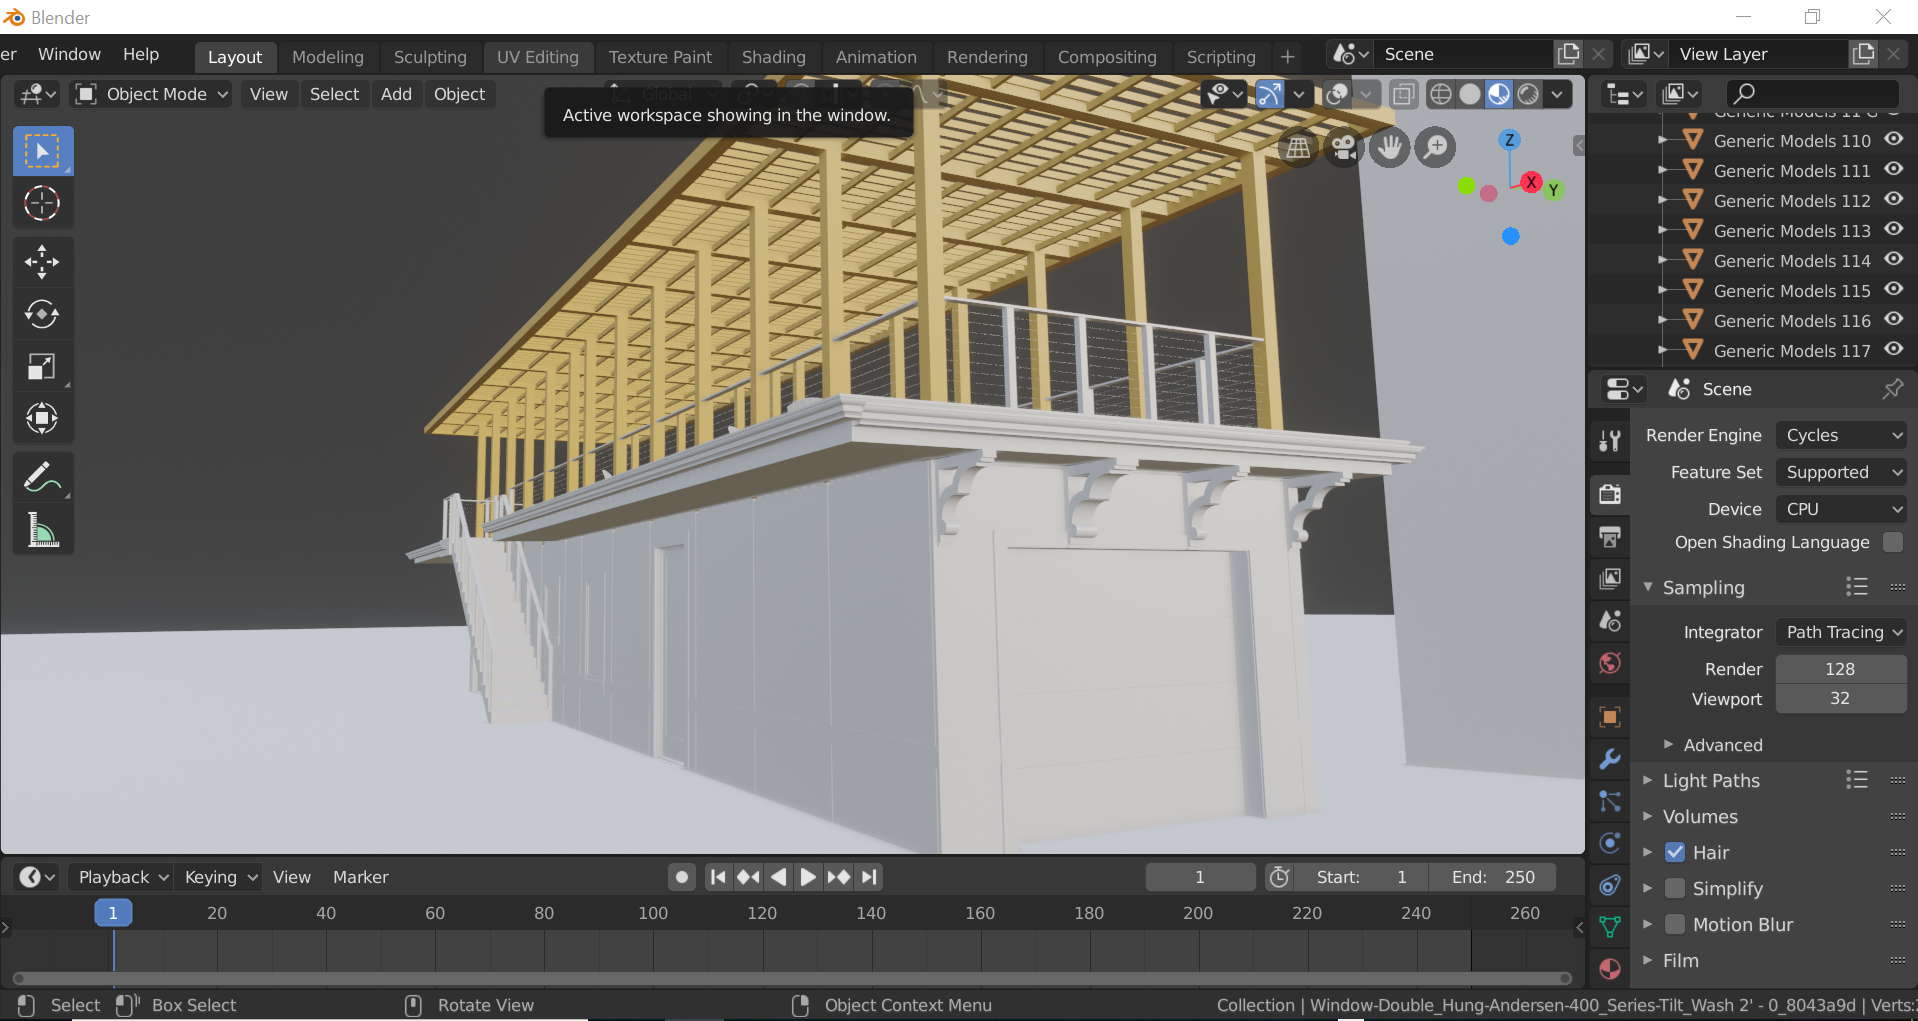 Blender
er Window Help Layout Modeling Sculpting UV Editing Texture Paint Shading Animation Rendering Compositing Scripting + Scene View Layer
Object Mode View Select Add Object Global
Active workspace showing in the window.
Z
X
Y
Generic Models 110
Generic Models 111
Generic Models 112
Generic Models 113
Generic Models 114
Generic Models 115
Generic Models 116
Generic Models 117
Scene
Render Engine Cycles
Feature Set Supported
Device CPU
Open Shading Language
Sampling
Integrator Path Tracing
Render 128
Viewport 32
Advanced
Light Paths
Volumes
Hair
Simplify
Motion Blur
Film
Playback Keying View Marker 1 Start: 1 End: 250
1 20 40 60 80 100 120 140 160 180 200 220 240 260
Select Box Select Rotate View Object Context Menu Collection | Window-Double_Hung-Andersen-400_Series-Tilt_Wash 2' - 0_8043a9d | Verts: